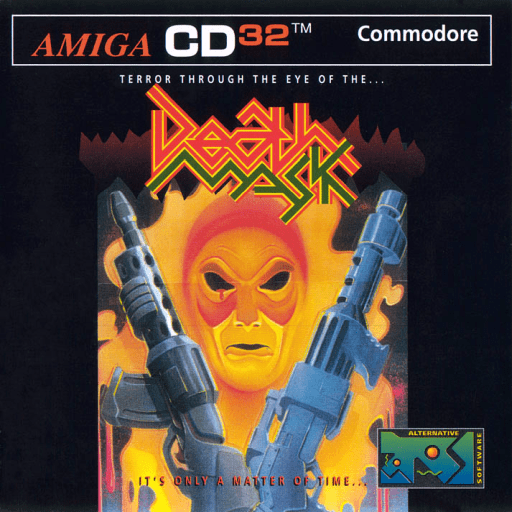 AMIGA CD32™
Commodore
TERROR THROUGH THE EYE OF THE...
Death
MASK
IT'S ONLY A MATTER OF TIME...
ALTERNATIVE
SOFTWARE